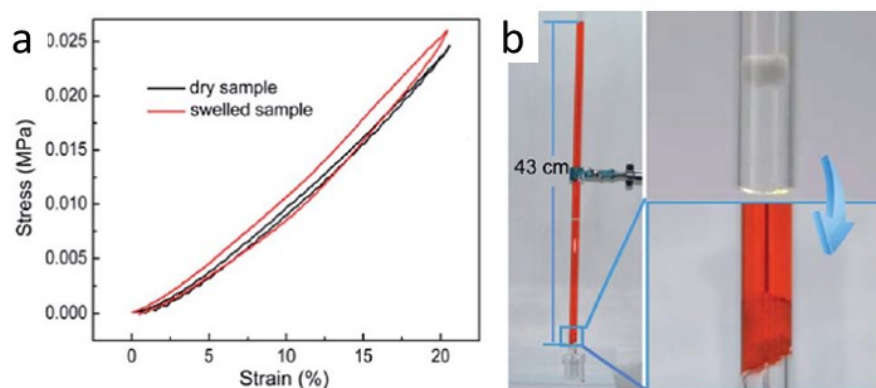 a
0.025
0.020
0.015
0.010
0.005
0.000
Stress (MPa)
dry sample
swelled sample
0
5
10
15
20
Strain (%)
b
43 cm